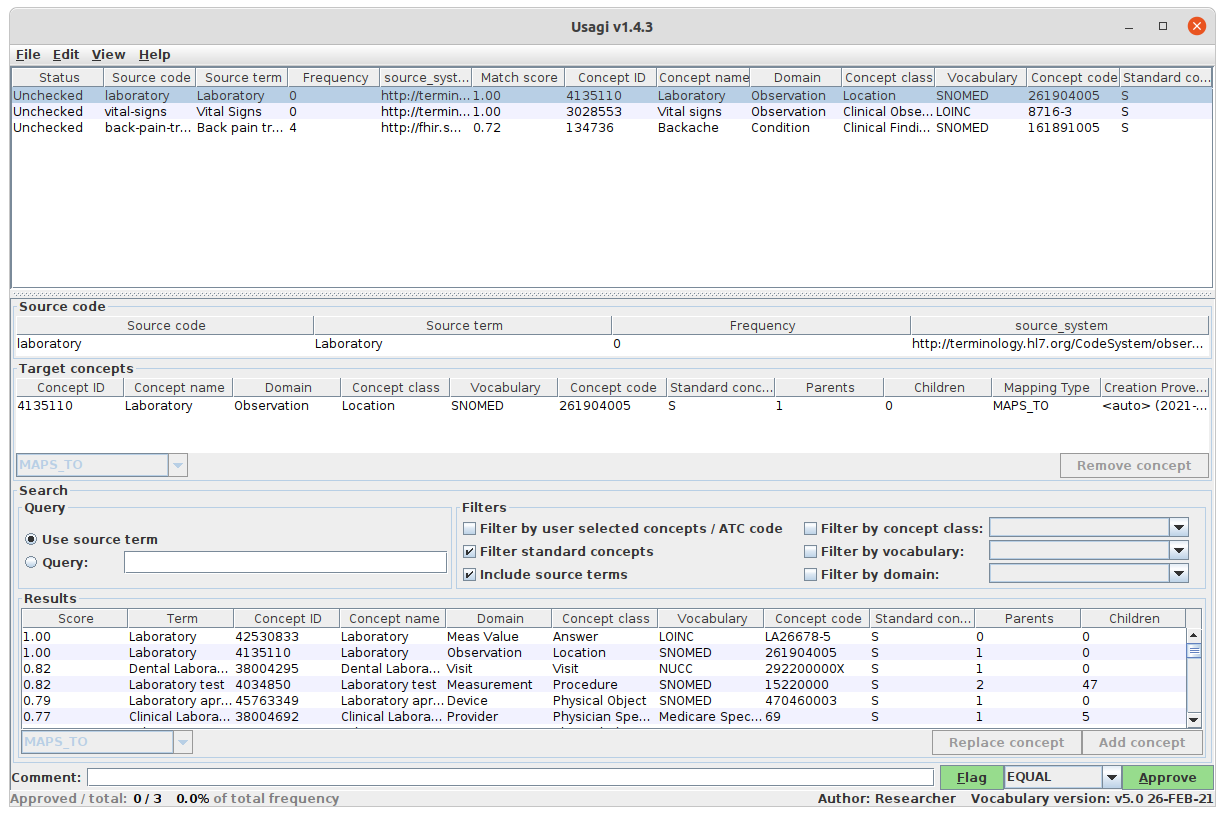 Usagi v1.4.3
File Edit View Help
Status Source code Source term Frequency source_syst... Match score Concept ID Concept name Domain Concept class Vocabulary Concept code Standard co...
Unchecked laboratory Laboratory 0 http://termin... 1.00 4135110 Laboratory Observation Location SNOMED 261904005 S
Unchecked vital-signs Vital Signs 0 http://termin... 1.00 3028553 Vital signs Observation Clinical Obse... LOINC 8716-3 S
Unchecked back-pain-tr... Back pain tr... 4 http://fhir.s... 0.72 134736 Backache Condition Clinical Findi... SNOMED 161891005 S
Source code
Source code Source term Frequency source_system
laboratory Laboratory 0 http://terminology.hl7.org/CodeSystem/obser...
Target concepts
Concept ID Concept name Domain Concept class Vocabulary Concept code Standard conc... Parents Children Mapping Type Creation Prove...
4135110 Laboratory Observation Location SNOMED 261904005 S 1 0 MAPS_TO <auto> (2021-...
MAPS_TO Remove concept
Search
Query Filters
Filter by user selected concepts / ATC code Filter by concept class:
Use source term
Filter standard concepts Filter by vocabulary:
Query:
Include source terms Filter by domain:
Results
Score Term Concept ID Concept name Domain Concept class Vocabulary Concept code Standard con... Parents Children
1.00 Laboratory 42530833 Laboratory Meas Value Answer LOINC LA26678-5 S 0 0
1.00 Laboratory 4135110 Laboratory Observation Location SNOMED 261904005 S 1 0
0.82 Dental Labora... 38004295 Dental Labora... Visit Visit NUCC 292200000X S 1 0
0.82 Laboratory test 4034850 Laboratory test Measurement Procedure SNOMED 15220000 S 2 47
0.79 Laboratory apr... 45763349 Laboratory apr... Device Physical Object SNOMED 470460003 S 1 0
0.77 Clinical Labora... 38004692 Clinical Labora... Provider Physician Spe... Medicare Spec... 69 S 1 5
MAPS_TO Replace concept Add concept
Comment: Flag EQUAL Approve
Approved / total: 0 / 3 0.0% of total frequency Author: Researcher Vocabulary version: v5.0 26-FEB-21